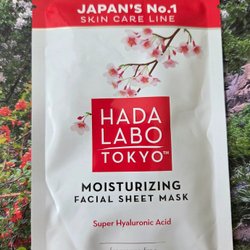 JAPAN'S No.1
SKIN CARE LINE
HADA
LABO
TOKYO™
MOISTURIZING
FACIAL SHEET MASK
Super Hyaluronic Acid